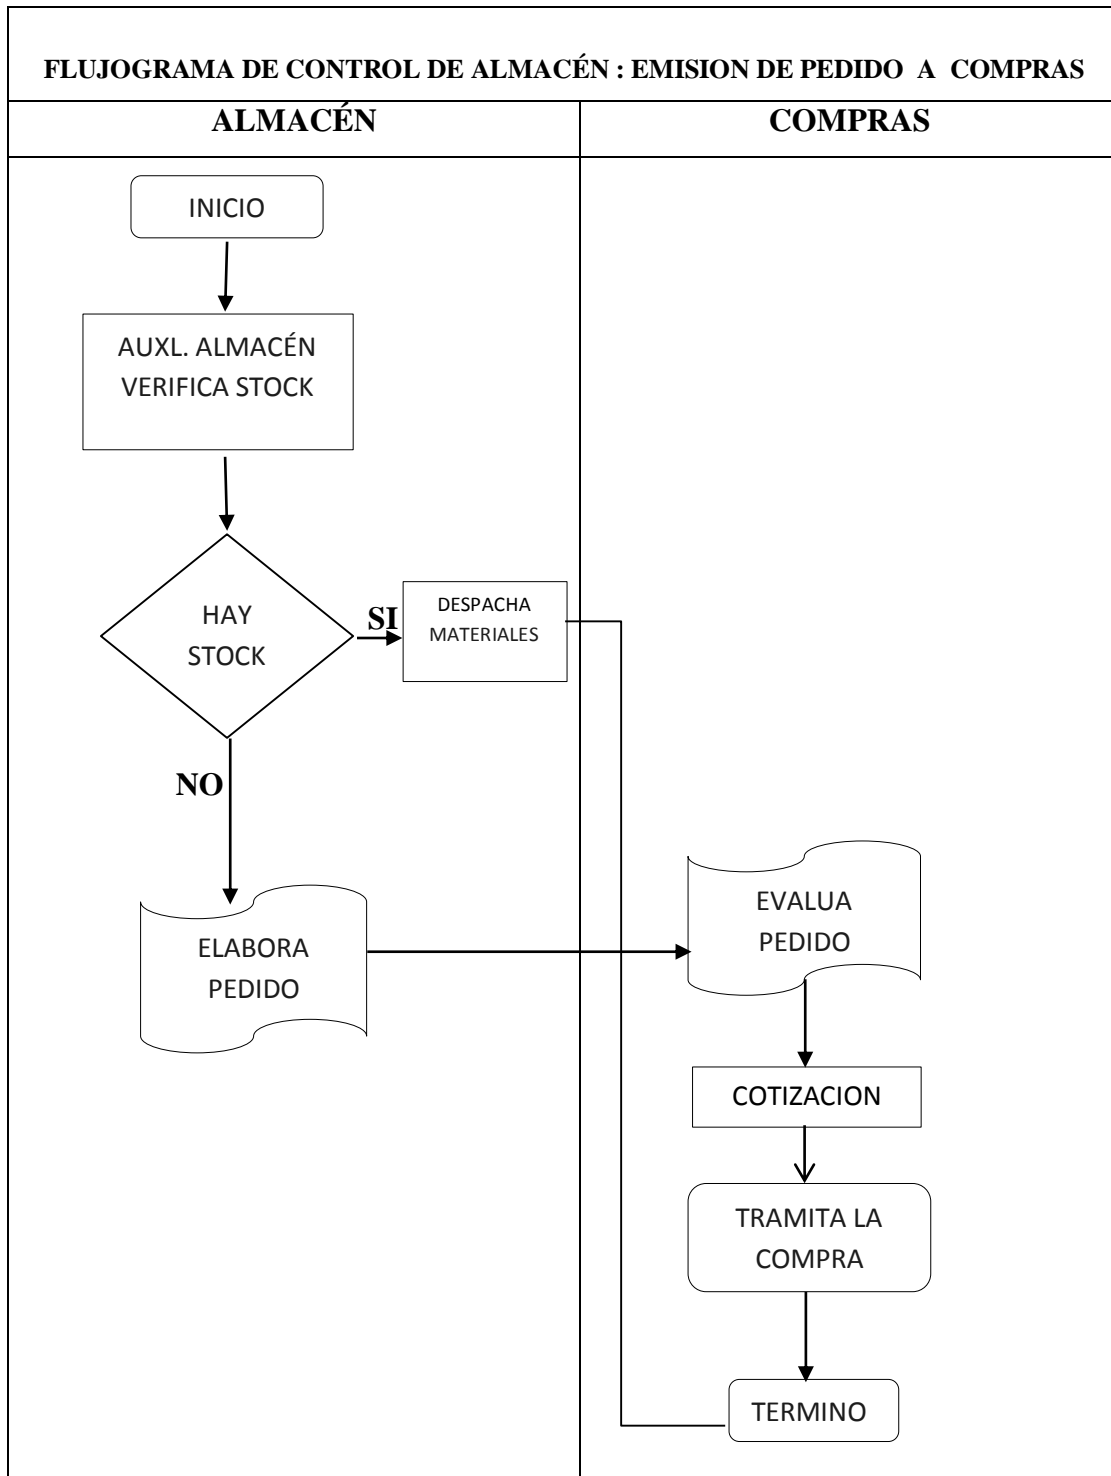 FLUJOGRAMA DE CONTROL DE ALMACÉN : EMISION DE PEDIDO A COMPRAS
ALMACÉN
COMPRAS
INICIO
AUXL. ALMACÉN
VERIFICA STOCK
HAY
STOCK
SI
DESPACHA
MATERIALES
NO
ELABORA
PEDIDO
EVALUA
PEDIDO
COTIZACION
TRAMITA LA
COMPRA
TERMINO